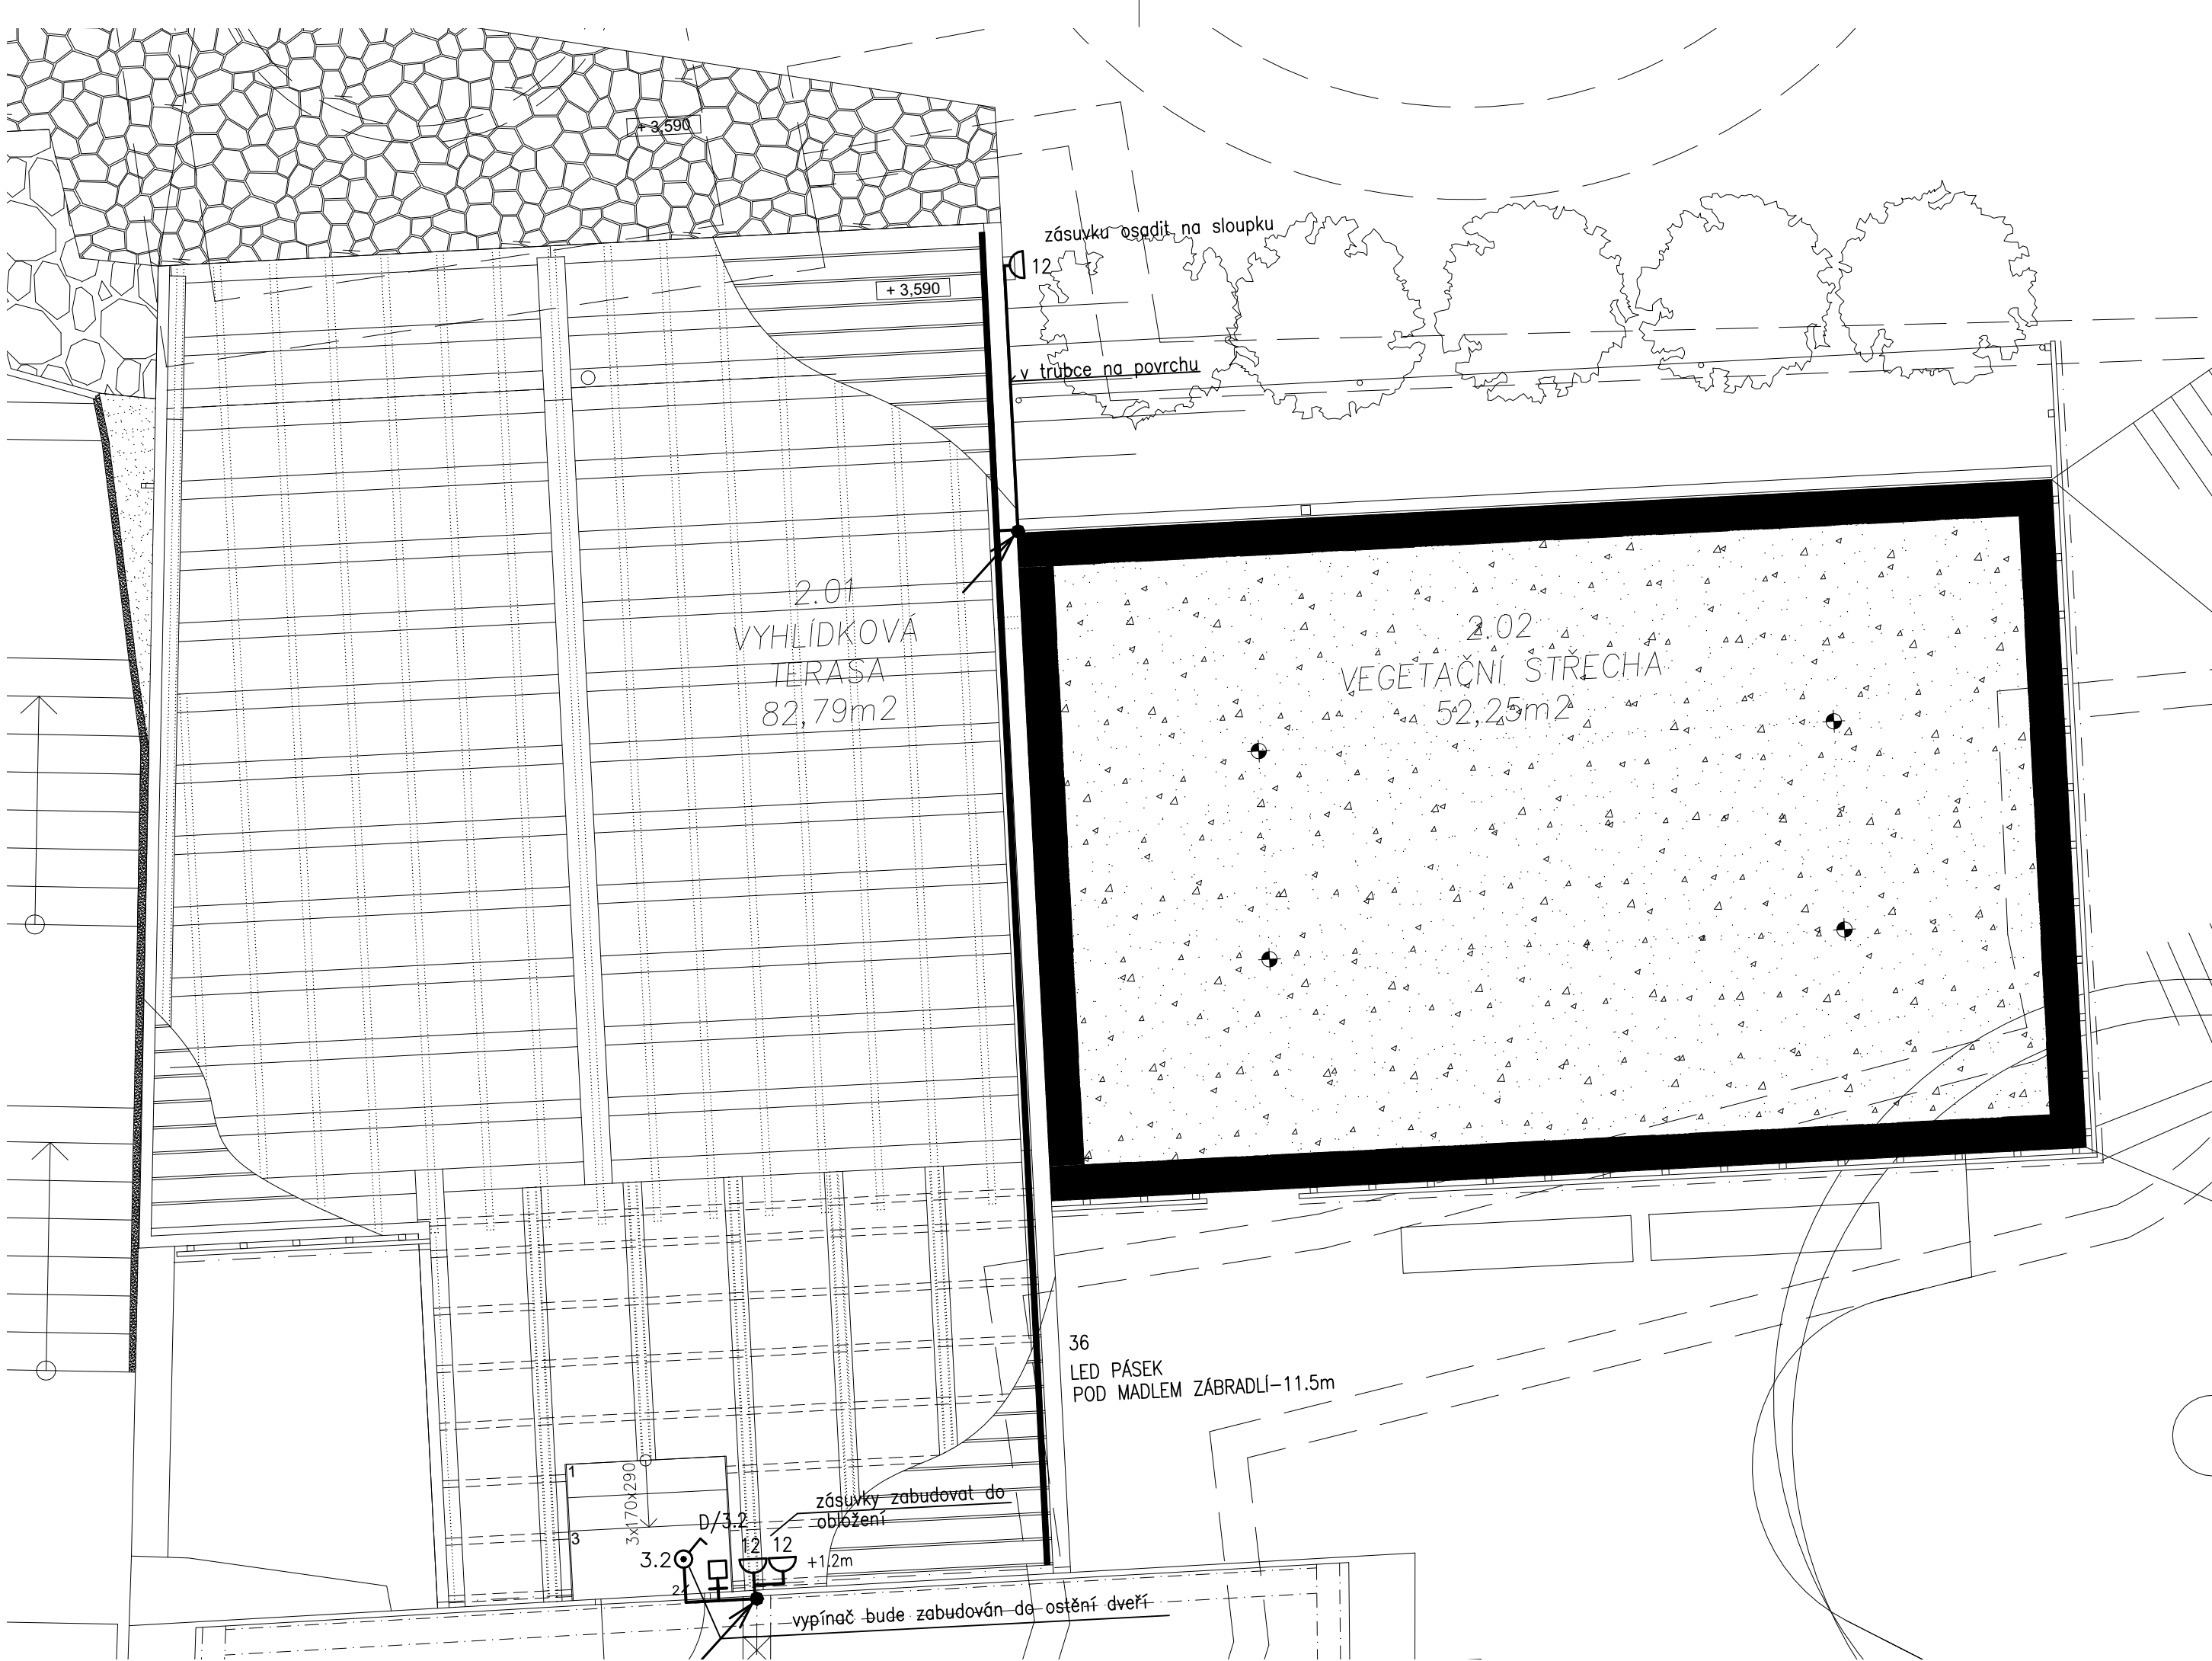 + 3,590
zásuvku osadit na sloupku
12
+ 3,590
v trubce na povrchu
2.01
VYHLÍDKOVÁ
TERASA
82,79m2
2.02
VEGETAČNÍ STŘECHA
52,25m2
36
LED PÁSEK
POD MADLEM ZÁBRADLÍ-11.5m
1
3
3x170x290
zásuvky zabudovat do
obložení
D/3.2
3.2
12 12
+1.2m
2
vypínač bude zabudován do ostění dveří